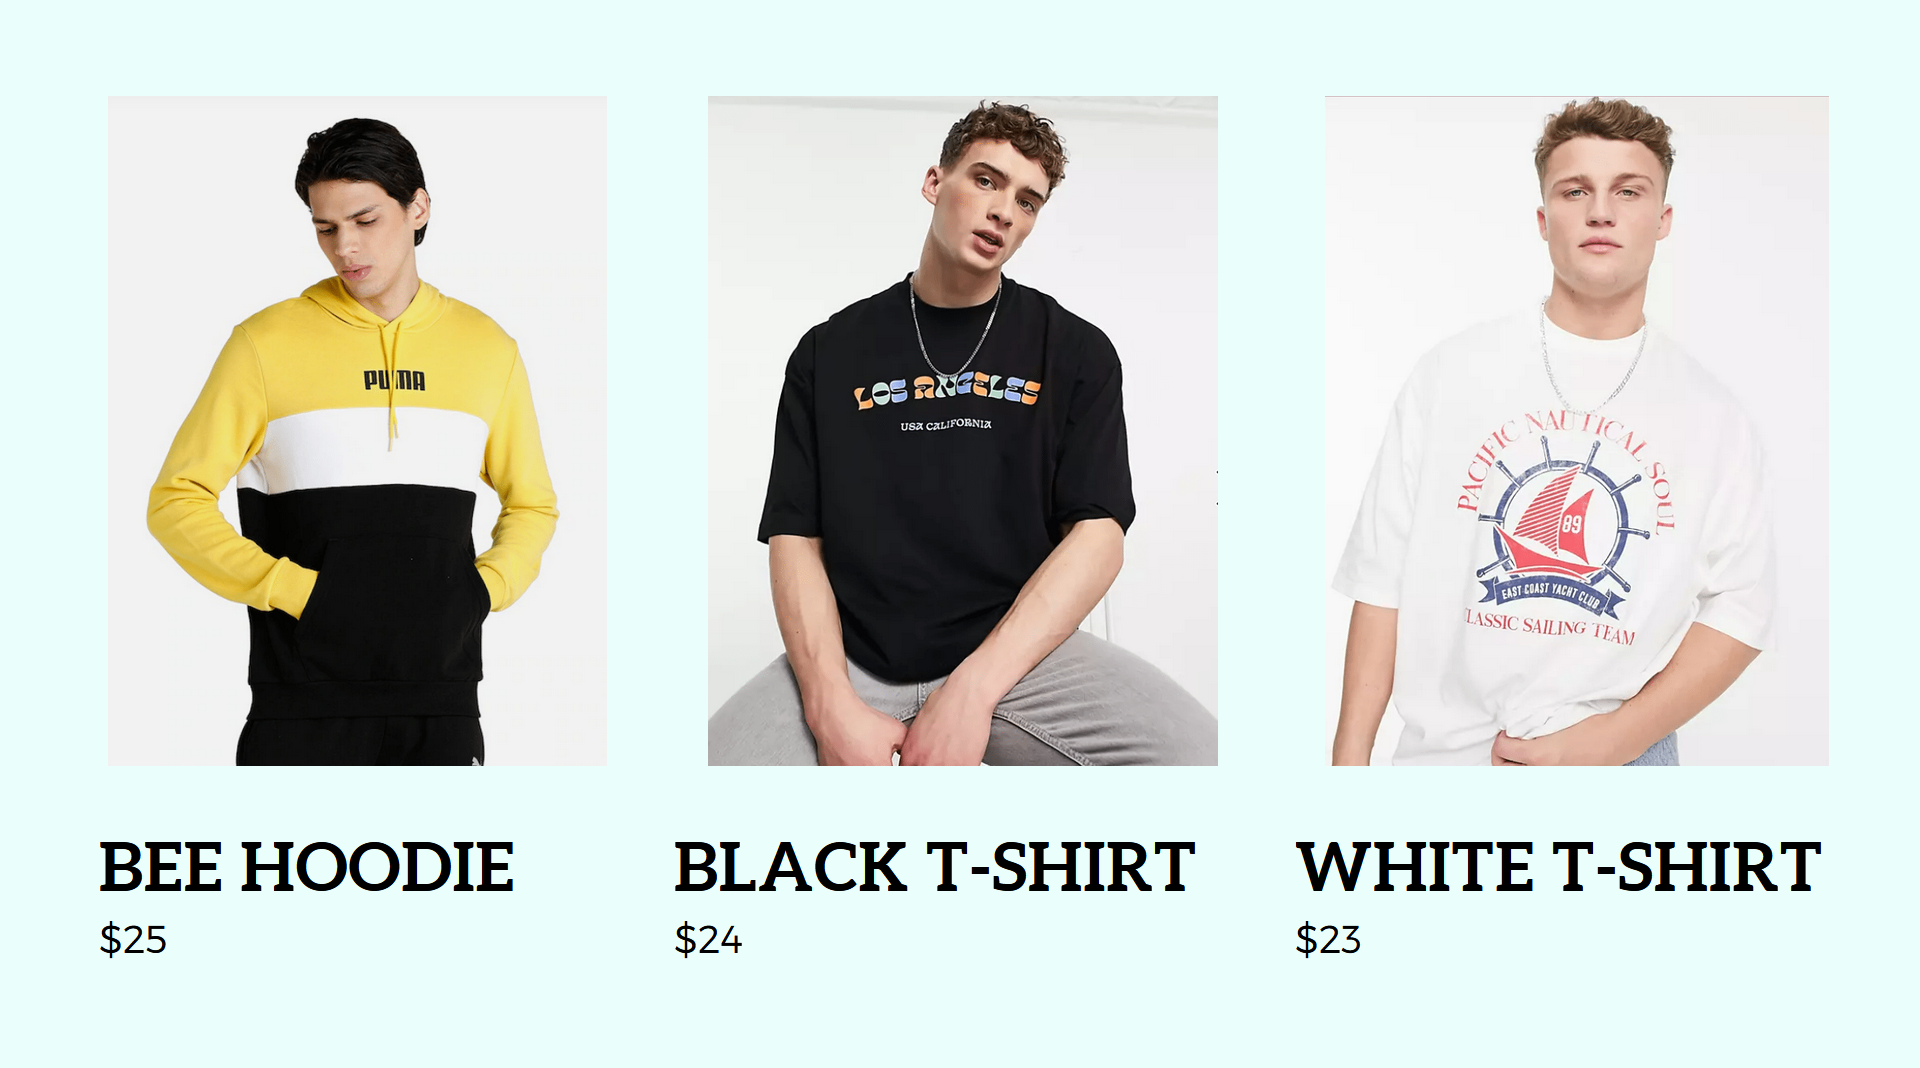 PUMA
LOS ANGELES
USA CALIFORNIA
PACIFIC NAUTICAL SOUL
89
EAST COAST YACHT CLUB
CLASSIC SAILING TEAM
BEE HOODIE
$25
BLACK T-SHIRT
$24
WHITE T-SHIRT
$23